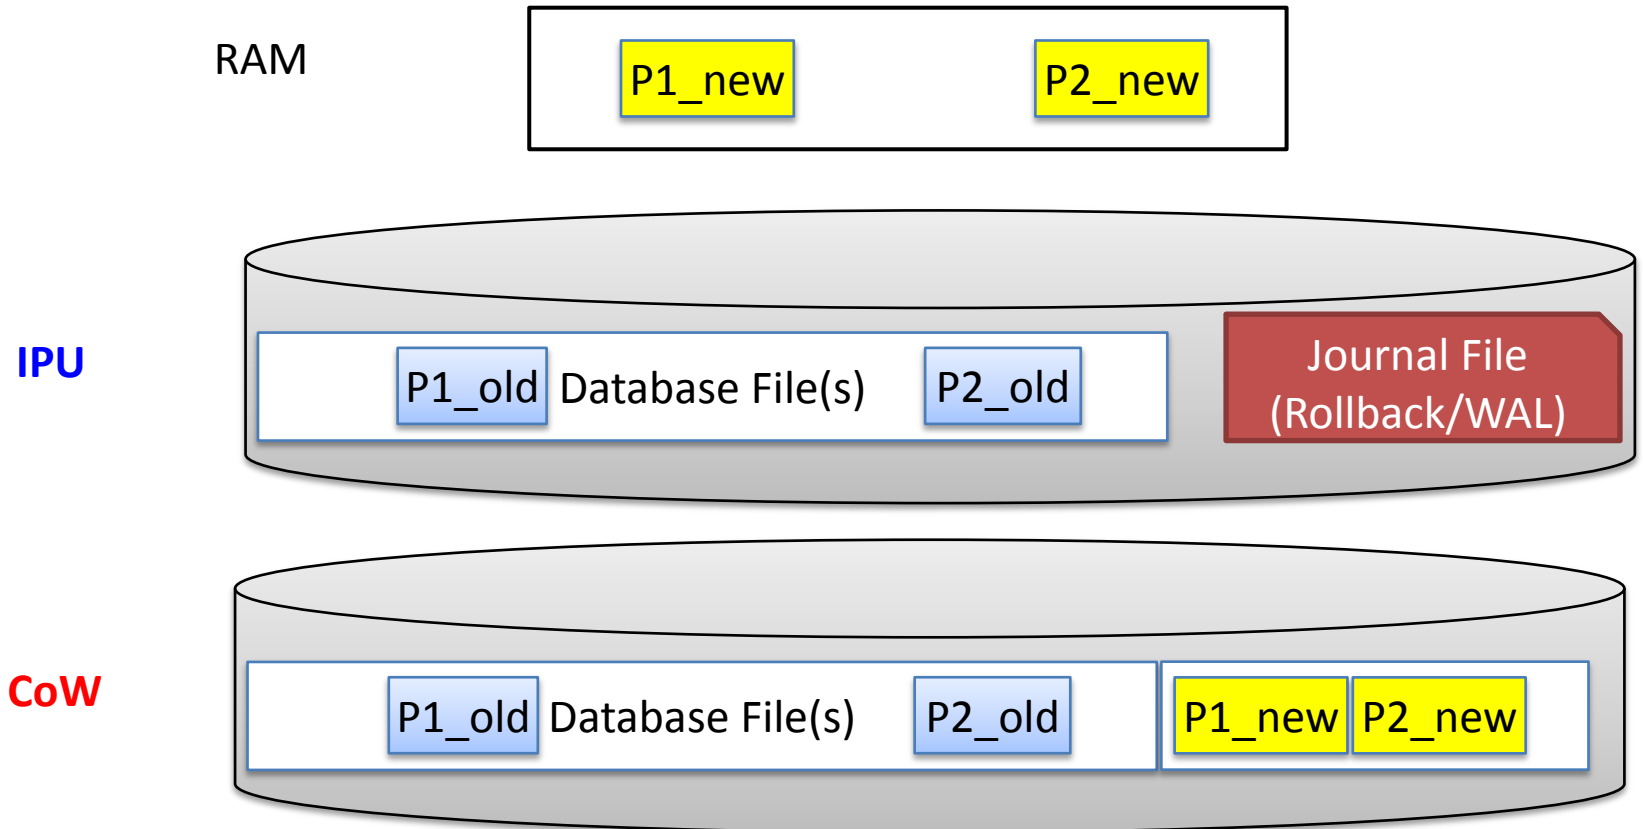 RAM
P1_new
P2_new
IPU
P1_old
Database File(s)
P2_old
Journal File
(Rollback/WAL)
CoW
P1_old
Database File(s)
P2_old
P1_new
P2_new